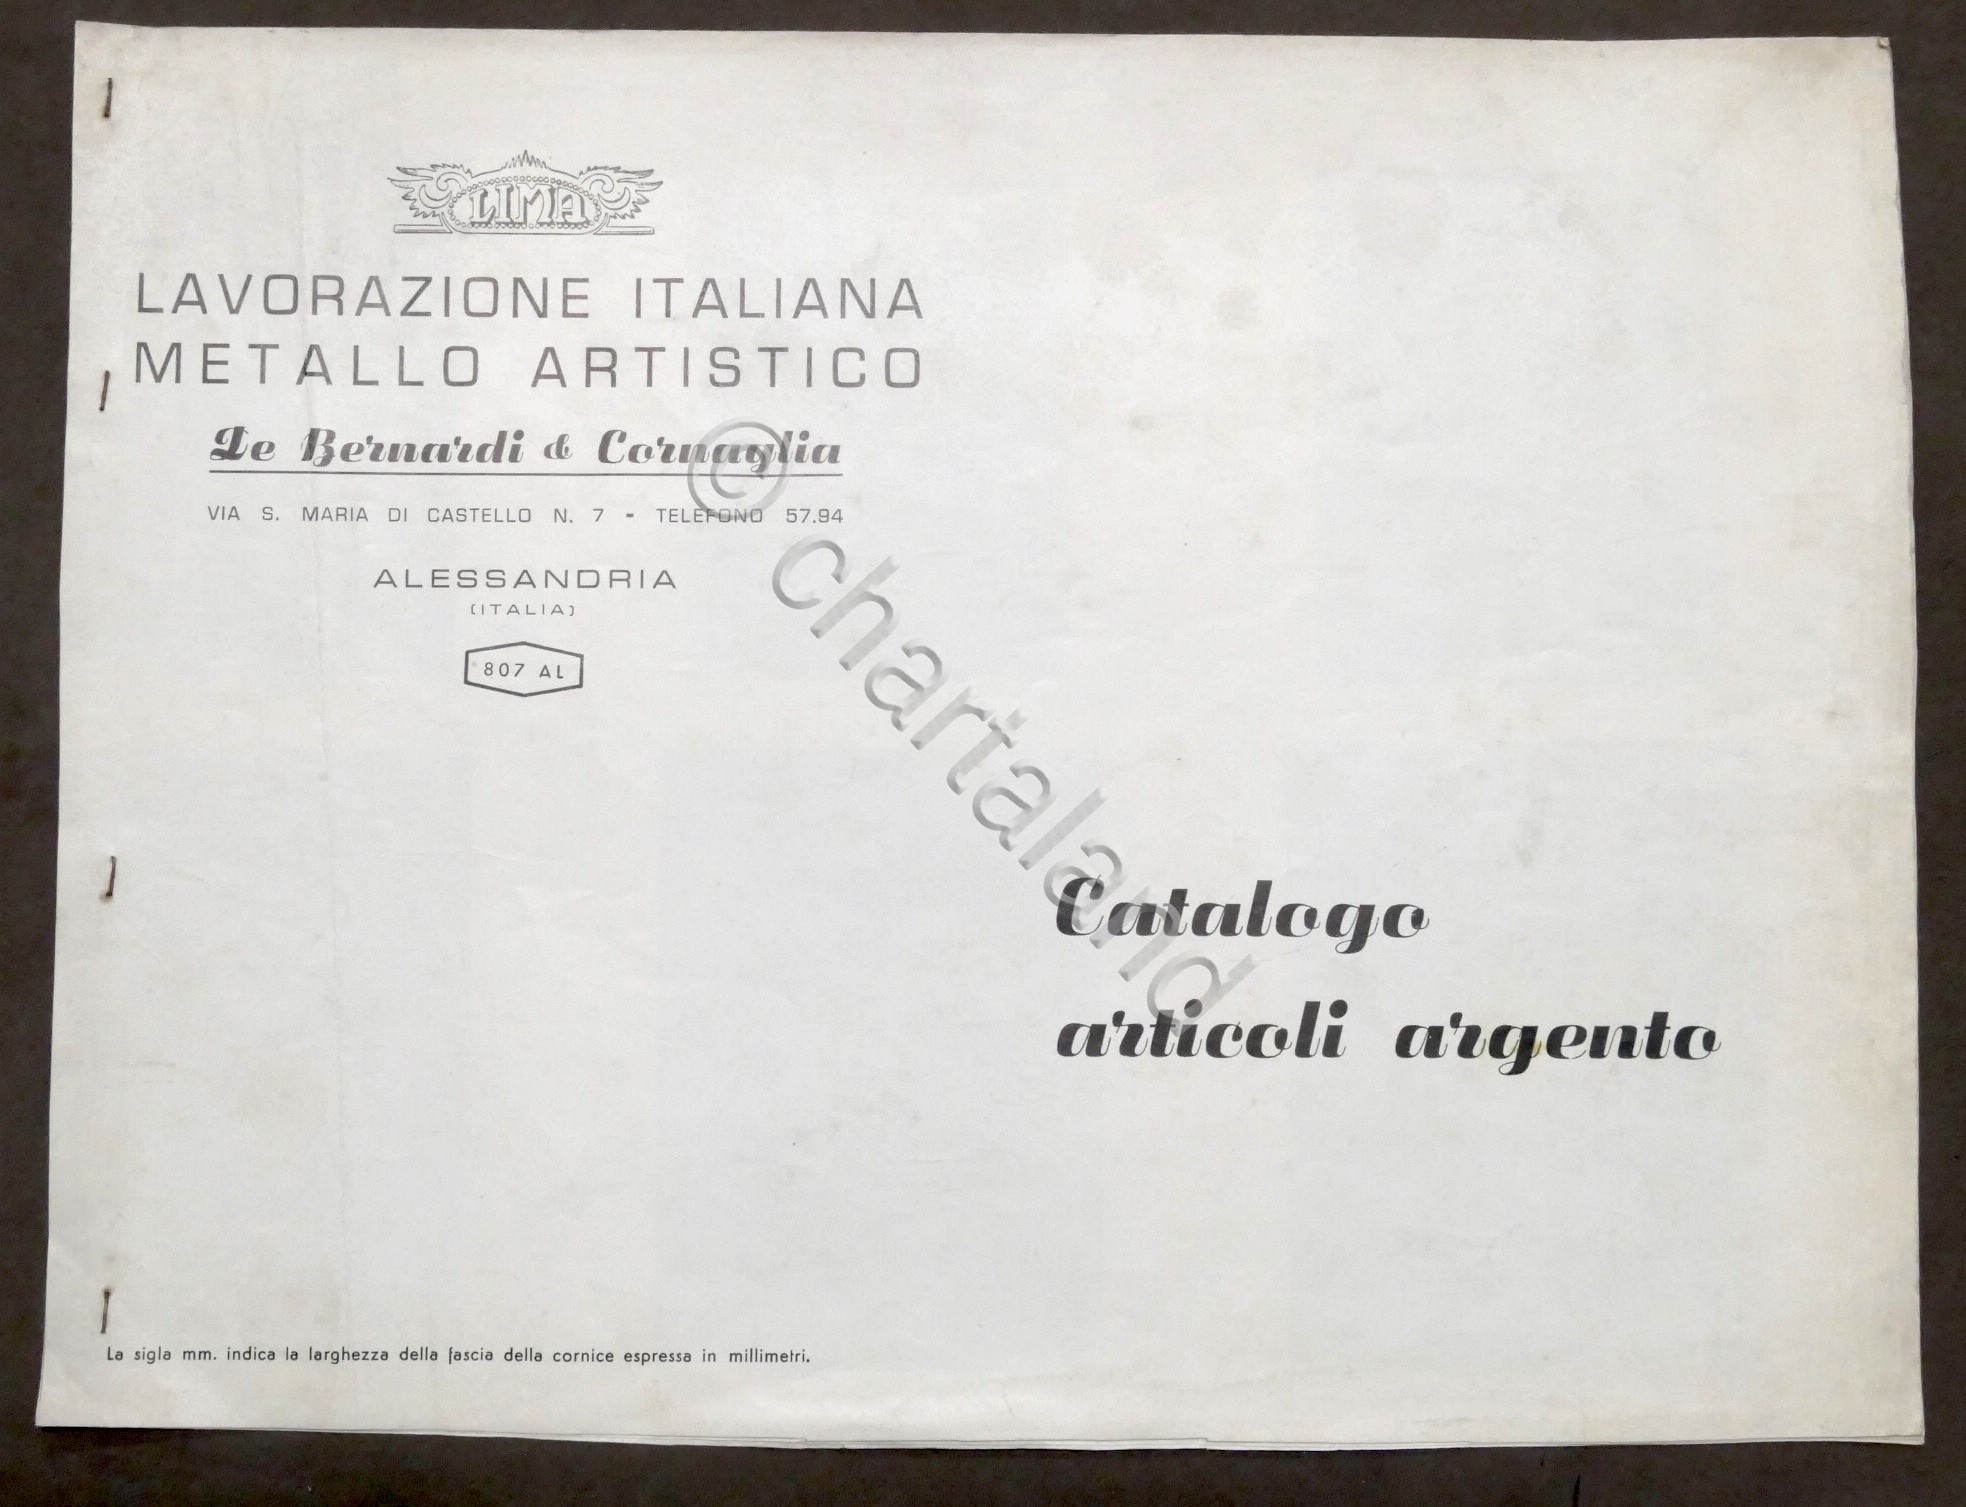 LIMA
LAVORAZIONE ITALIANA
METALLO ARTISTICO
De Bernardi & Cornaglia
VIA S. MARIA DI CASTELLO N. 7 - TELEFONO 57.94
ALESSANDRIA
(ITALIA)
807 AL
© chartaland
Catalogo
articoli argento
La sigla mm. indica la larghezza della fascia della cornice espressa in millimetri.